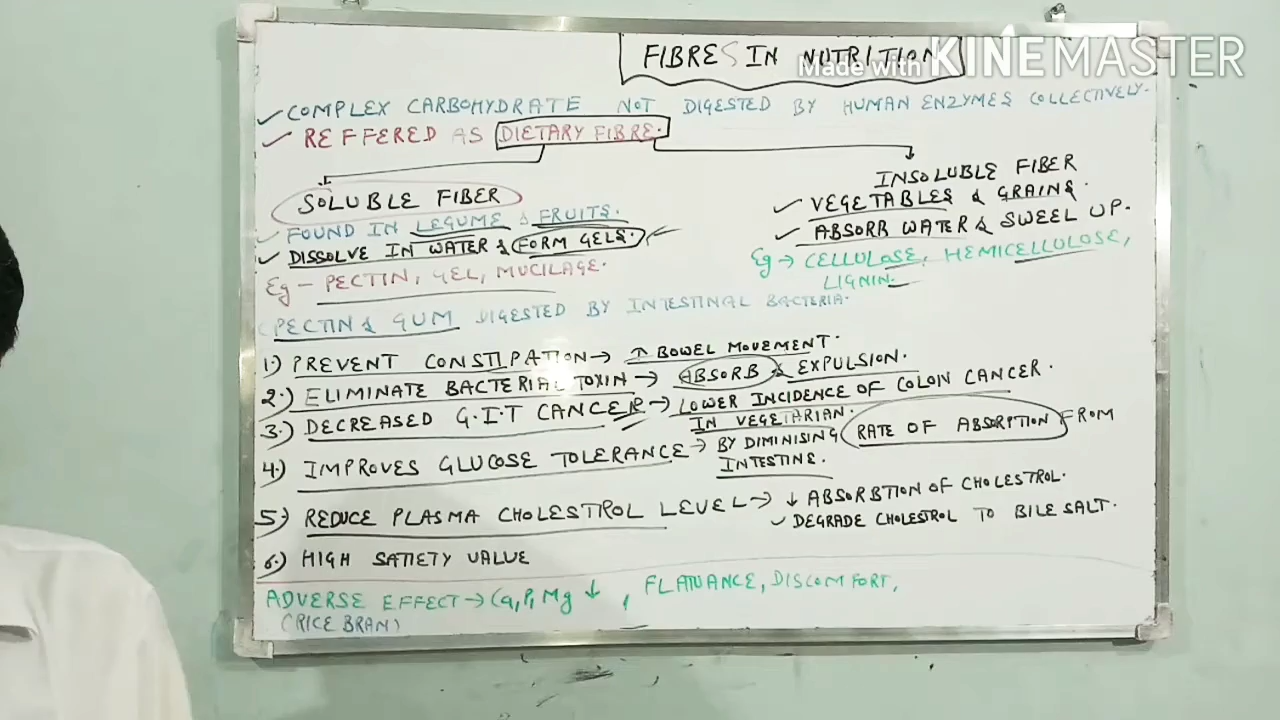 FIBRES IN NUTRITION
Made with KINEMASTER
✓ COMPLEX CARBOHYDRATE NOT DIGESTED BY HUMAN ENZYMES COLLECTIVELY.
✓ REFFERED AS DIETARY FIBRE.
SOLUBLE FIBER
✓ FOUND IN LEGUME & FRUITS.
✓ DISSOLVE IN WATER & FORM GELS.
Eg – PECTIN, GEL, MUCILAGE.
INSOLUBLE FIBER
✓ VEGETABLES & GRAINS.
✓ ABSORB WATER & SWEEL UP.
Eg → CELLULOSE, HEMICELLULOSE,
LIGNIN.
(PECTIN & GUM DIGESTED BY INTESTINAL BACTERIA.
1.) PREVENT CONSTIPATION → ↑ BOWEL MOVEMENT.
2.) ELIMINATE BACTERIAL TOXIN → ABSORB & EXPULSION.
3.) DECREASED G.I.T CANCER → LOWER INCIDENCE OF COLON CANCER.
IN VEGETARIAN.
4.) IMPROVES GLUCOSE TOLERANCE → BY DIMINISING RATE OF ABSORPTION FROM
INTESTINE.
5.) REDUCE PLASMA CHOLESTROL LEVEL → ↓ ABSORBTION OF CHOLESTROL.
✓ DEGRADE CHOLESTROL TO BILE SALT.
6.) HIGH SATIETY VALUE
ADVERSE EFFECT → Ca, P, Mg ↓ , FLATUANCE, DISCOMFORT,
(RICE BRAN)